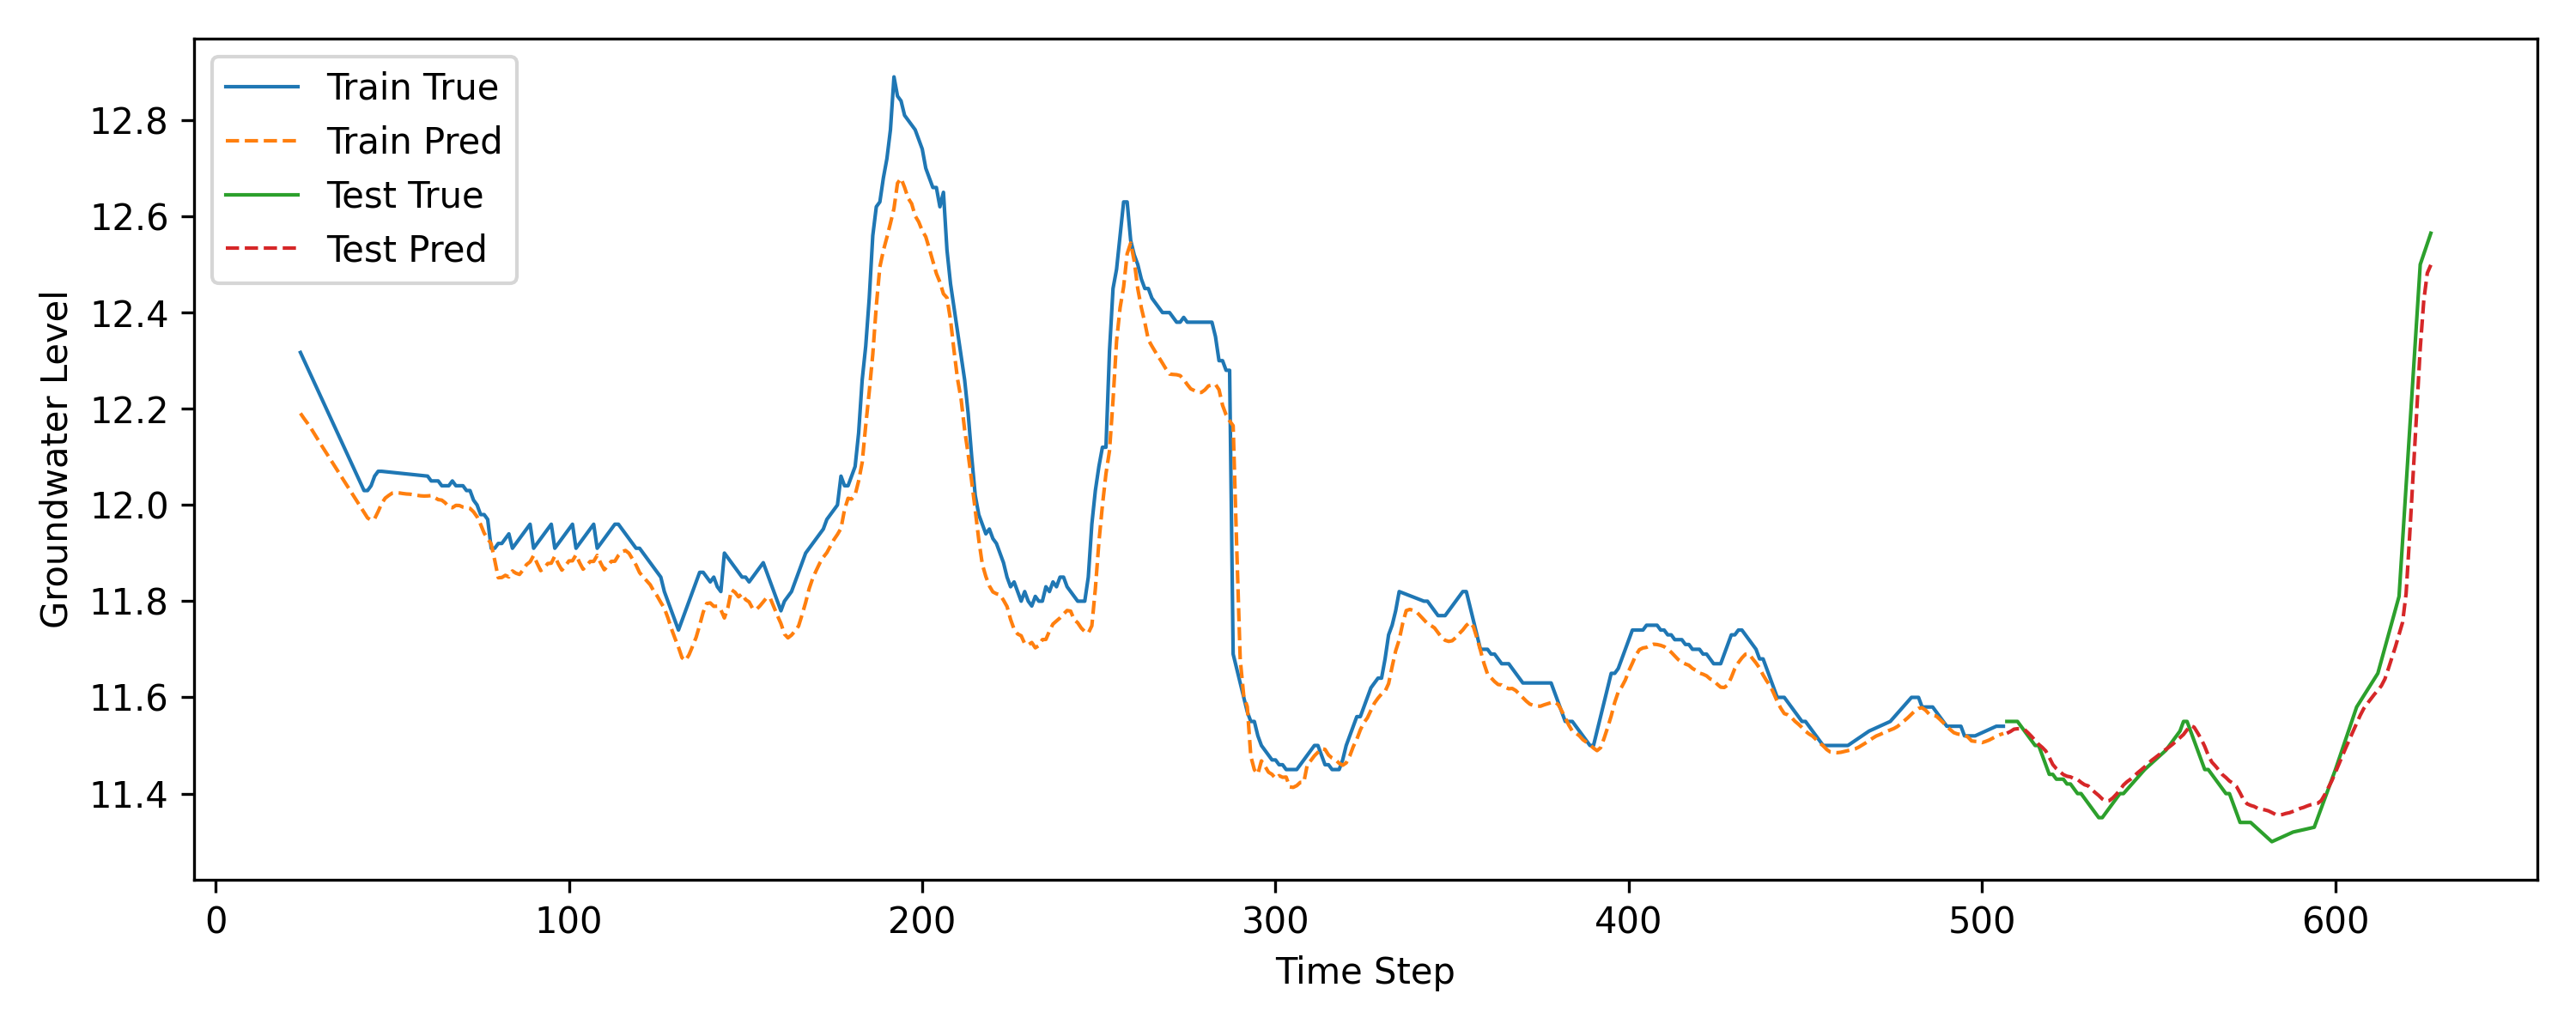 Train True
Train Pred
Test True
Test Pred
12.8
12.6
12.4
12.2
12.0
11.8
11.6
11.4
Groundwater Level
0 100 200 300 400 500 600
Time Step